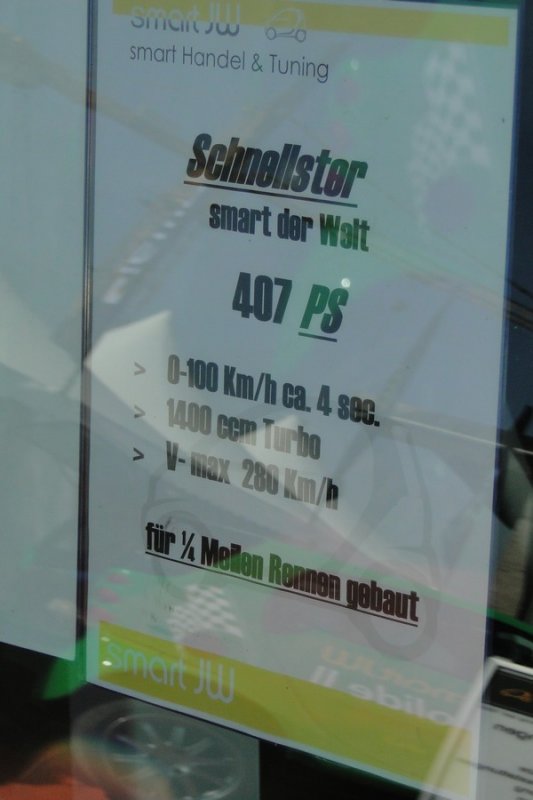 smart JW
smart Handel & Tuning
Schnellster
smart der Welt
407 PS
> 0-100 Km/h ca. 4 sec.
> 1400 ccm Turbo
> V- max 280 Km/h
für ¼ Meilen Rennen gebaut
smart JW